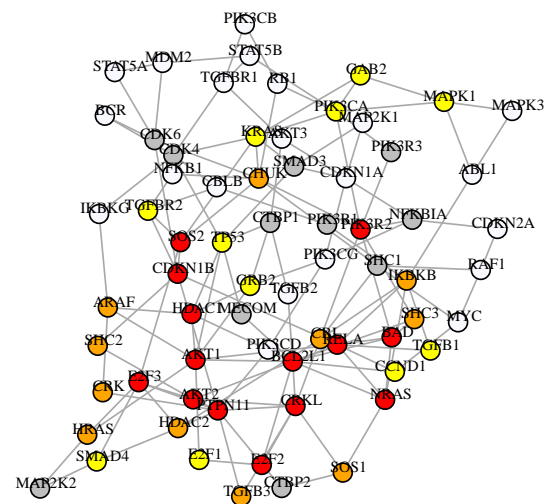 PIK3CB
STAT5B
MDM2
STAT5A
TGFBR1
RB1
GAB2
MAPK1
PIK3CA
MAPK3
BCR
MAP2K1
CDK6
KRAS
AKT3
CDK4
PIK3R3
SMAD3
NFKB1
CHUK
CDKN1A
ABL1
CBLB
IKBKG
TGFBR2
CTBP1
PIK3R1
PIK3R2
NFKBIA
CDKN2A
SOS2
TP53
PIK3CG
SHC1
CDKN1B
RAF1
GRB2
TGFB2
IKBKB
ARAF
HDAC1
MECOM
SHC3
MYC
SHC2
CBL
RELA
BAD
PIK3CD
TGFB1
AKT1
BCL2L1
CCND1
E2F3
CRK
AKT2
PTPN11
CRKL
NRAS
HRAS
HDAC2
SMAD4
E2F1
E2F2
SOS1
MAP2K2
TGFB3
CTBP2